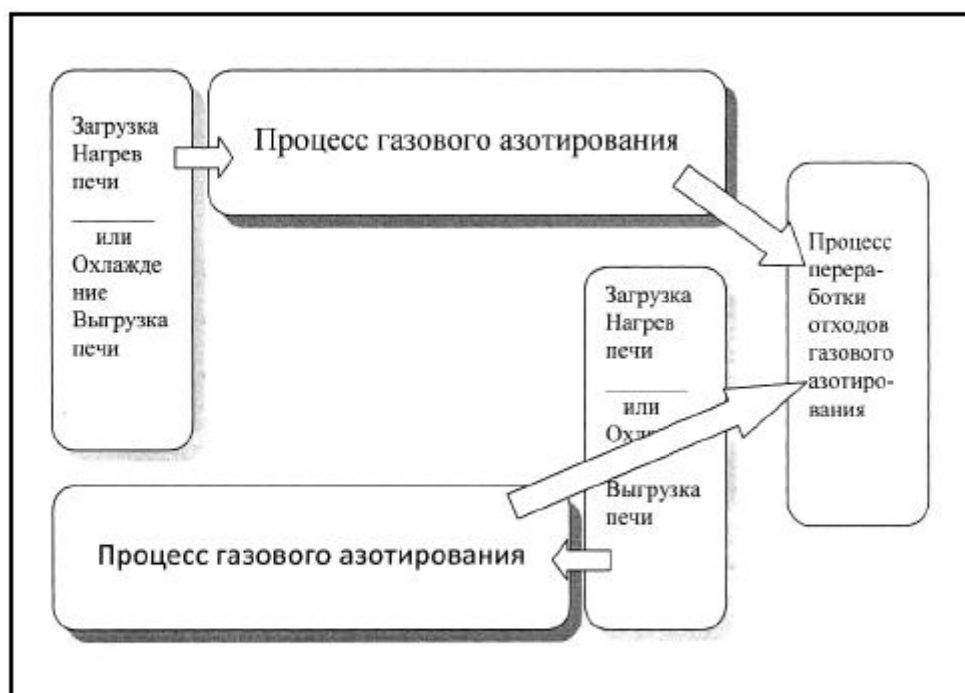 Загрузка
Нагрев
печи
или
Охлажде
ние
Выгрузка
печи
Процесс газового азотирования
Процесс
перера-
ботки
отходов
газового
азотиро-
вания
Загрузка
Нагрев
печи
или
Выгрузка
печи
Процесс газового азотирования